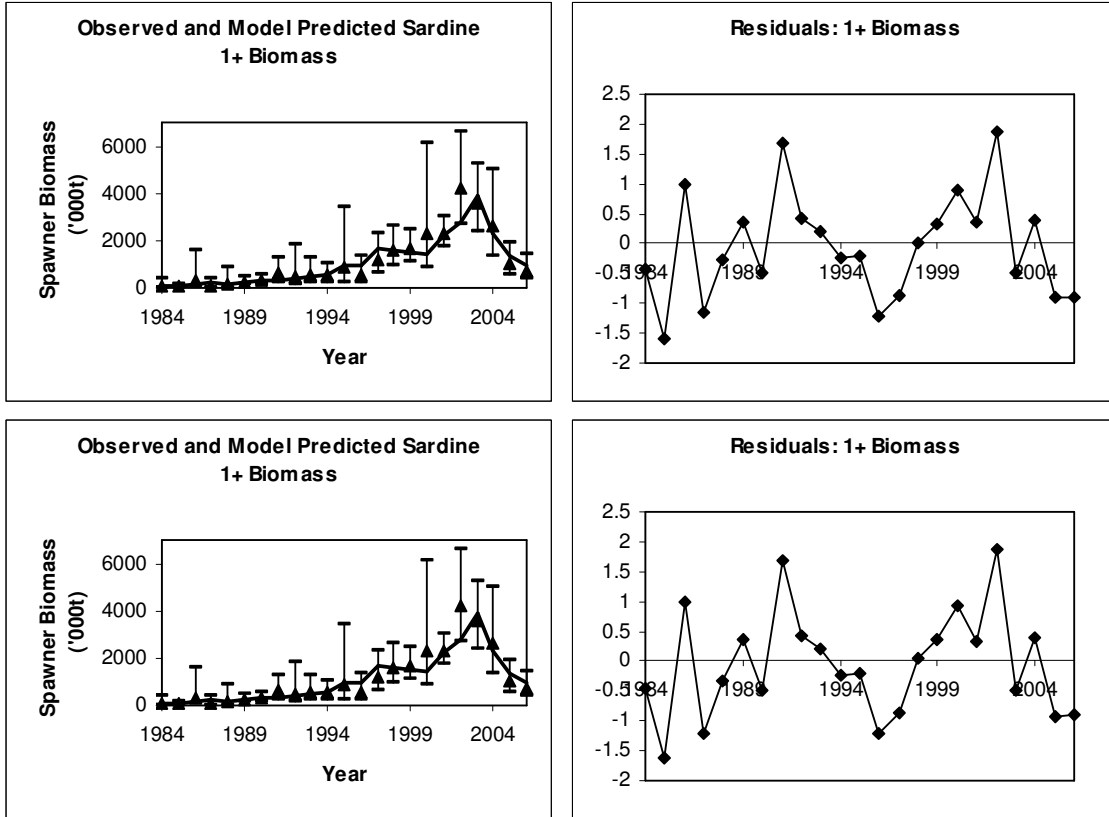 Observed and Model Predicted Sardine
1+ Biomass
Spawner Biomass
('000t)
6000
4000
2000
0
1984 1989 1994 1999 2004
Year
Residuals: 1+ Biomass
2.5
2
1.5
1
0.5
0
-0.5
-1
-1.5
-2
1984 1989 1994 1999 2004
Observed and Model Predicted Sardine
1+ Biomass
Spawner Biomass
('000t)
6000
4000
2000
0
1984 1989 1994 1999 2004
Year
Residuals: 1+ Biomass
2.5
2
1.5
1
0.5
0
-0.5
-1
-1.5
-2
1984 1989 1994 1999 2004